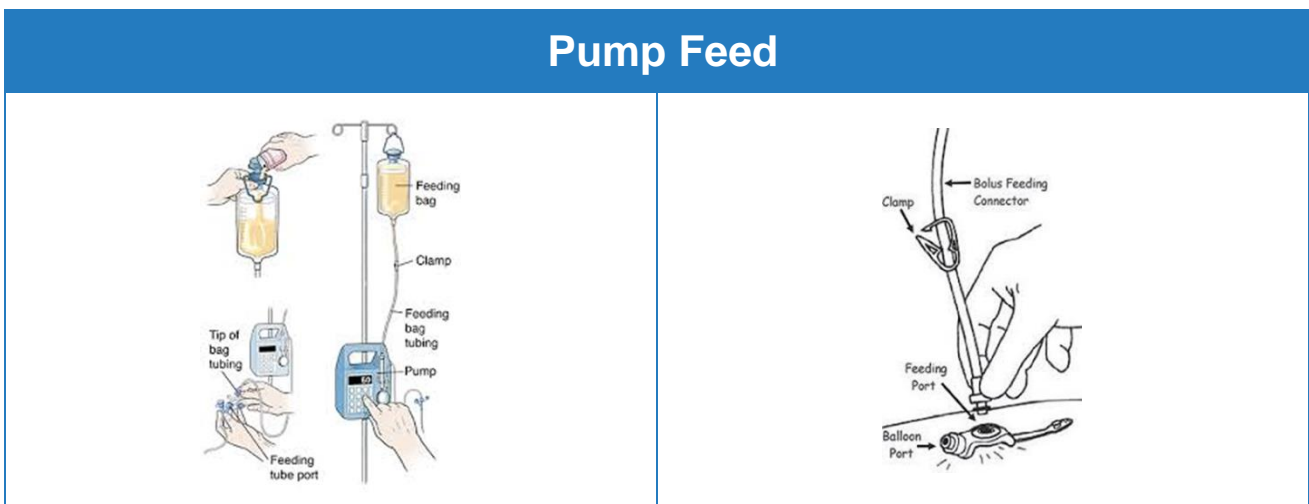 Pump Feed
Feeding
bag
Clamp
Feeding
bag
tubing
Tip of
bag
tubing
Pump
60
Feeding
tube port
Bolus Feeding
Connector
Clamp
Feeding
Port
Balloon
Port